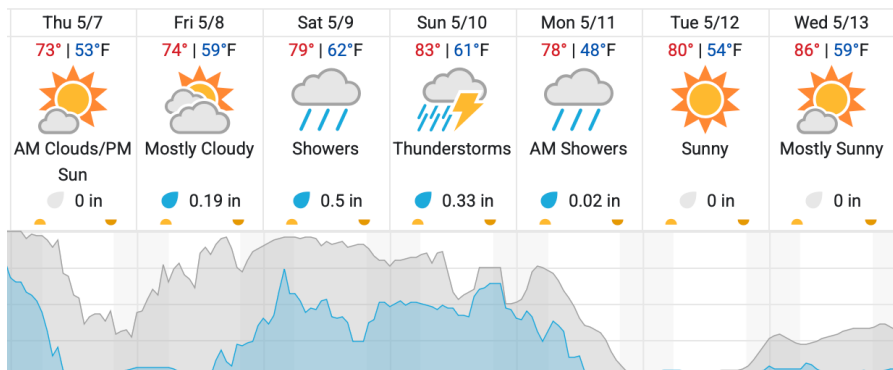 Thu 5/7
73° | 53°F
AM Clouds/PM
Sun
0 in
Fri 5/8
74° | 59°F
Mostly Cloudy
0.19 in
Sat 5/9
79° | 62°F
Showers
0.5 in
Sun 5/10
83° | 61°F
Thunderstorms
0.33 in
Mon 5/11
78° | 48°F
AM Showers
0.02 in
Tue 5/12
80° | 54°F
Sunny
0 in
Wed 5/13
86° | 59°F
Mostly Sunny
0 in